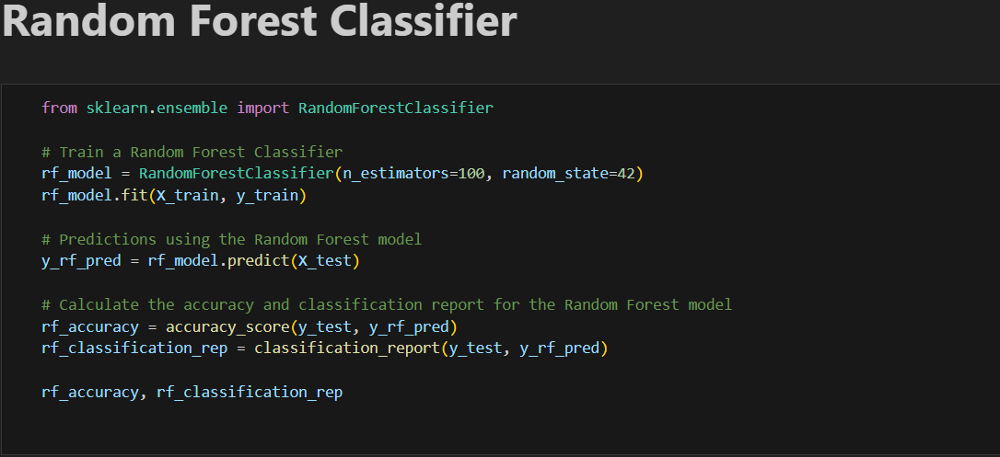 Random Forest Classifier
from sklearn.ensemble import RandomForestClassifier
# Train a Random Forest Classifier
rf_model = RandomForestClassifier(n_estimators=100, random_state=42)
rf_model.fit(X_train, y_train)
# Predictions using the Random Forest model
y_rf_pred = rf_model.predict(X_test)
# Calculate the accuracy and classification report for the Random Forest model
rf_accuracy = accuracy_score(y_test, y_rf_pred)
rf_classification_rep = classification_report(y_test, y_rf_pred)
rf_accuracy, rf_classification_rep